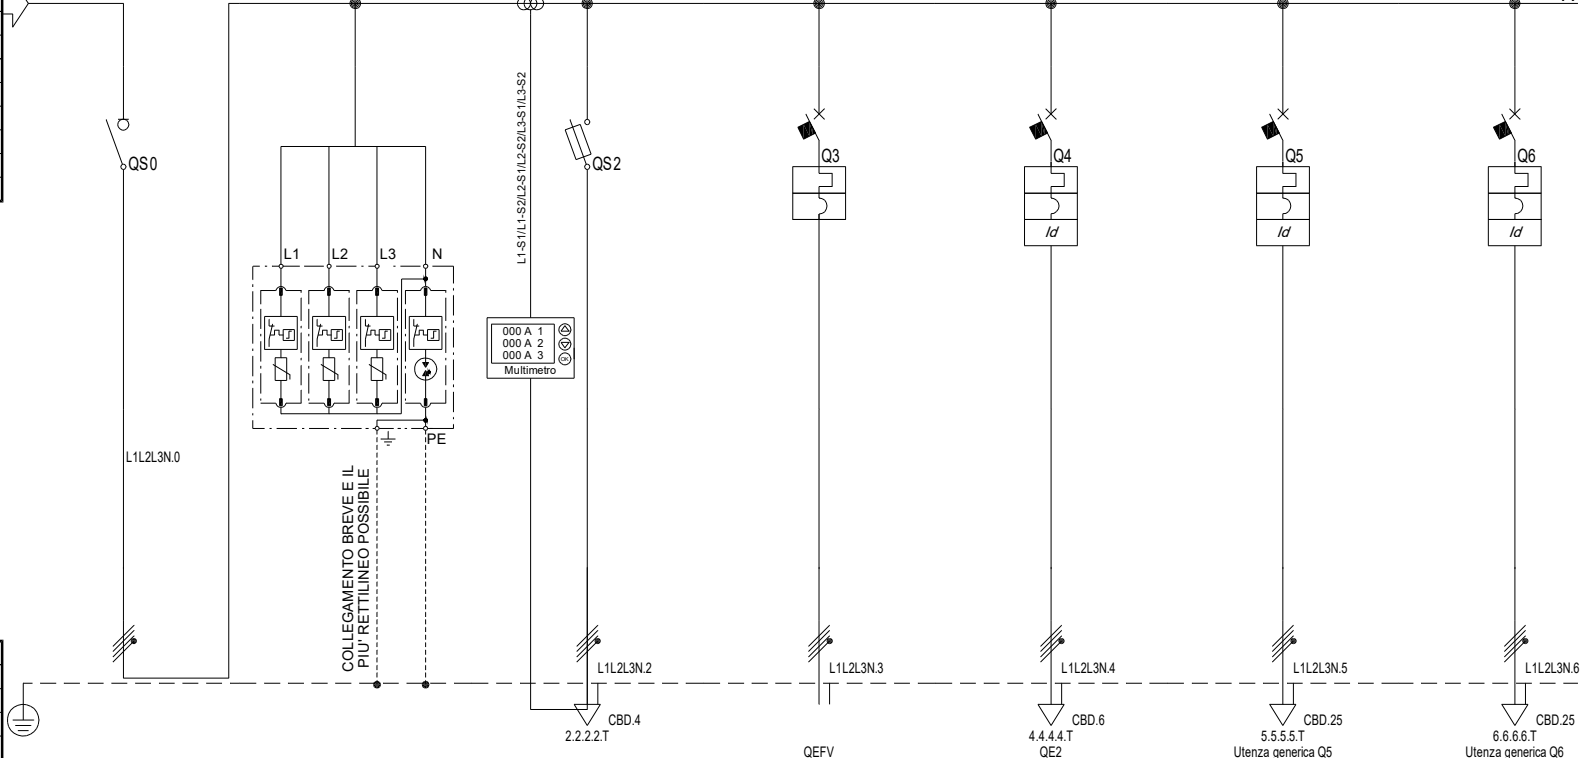 QS0
L1L2L3N.0
L1
L2
L3
N
PE
COLLEGAMENTO BREVE E IL
PIU' RETTILINEO POSSIBILE
L1-S1/L1-S2/L2-S1/L2-S2/L3-S1/L3-S2
000 A 1
000 A 2
000 A 3
OK
Multimetro
QS2
L1L2L3N.2
CBD.4
2.2.2.2.T
Q3
L1L2L3N.3
QEFV
Q4
Id
L1L2L3N.4
CBD.6
4.4.4.4.T
QE2
Q5
Id
L1L2L3N.5
CBD.25
5.5.5.5.T
Utenza generica Q5
Q6
Id
L1L2L3N.6
CBD.25
6.6.6.6.T
Utenza generica Q6